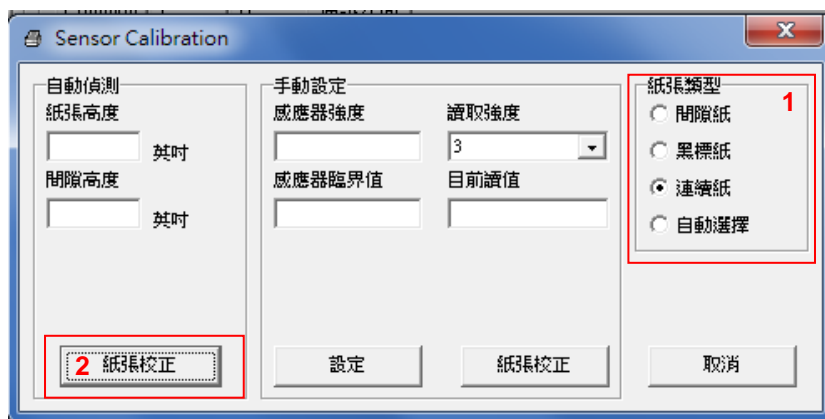 Sensor Calibration
自動偵測
紙張高度
英吋
間隙高度
英吋
2 紙張校正
手動設定
感應器強度
讀取強度
3
感應器臨界值
目前讀值
設定
紙張校正
紙張類型
1
間隙紙
黑標紙
連續紙
自動選擇
取消